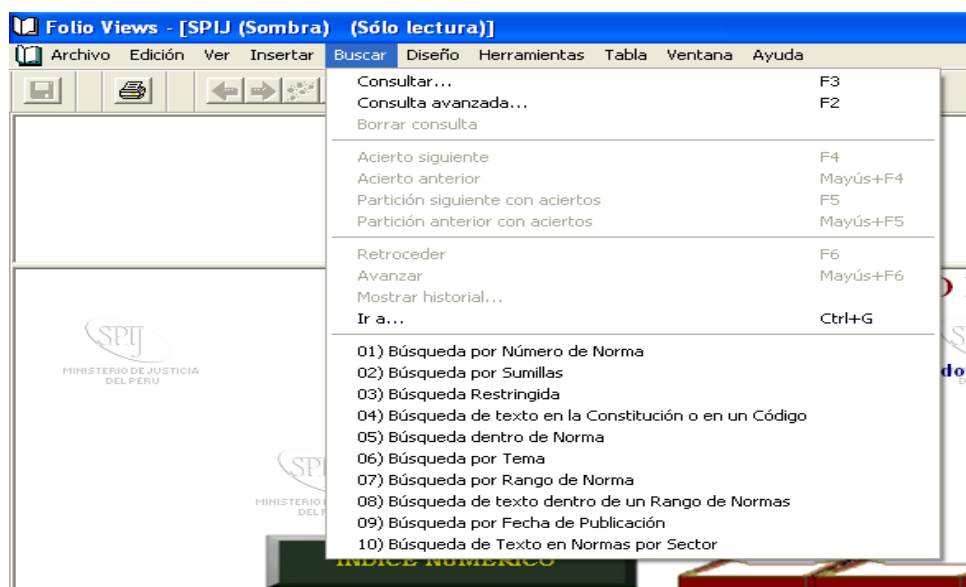 Folio Views - [SPIJ (Sombra) (Sólo lectura)]
Archivo Edición Ver Insertar Buscar Diseño Herramientas Tabla Ventana Ayuda
Consultar... F3
Consulta avanzada... F2
Borrar consulta
Acierto siguiente F4
Acierto anterior Mayús+F4
Partición siguiente con aciertos F5
Partición anterior con aciertos Mayús+F5
Retroceder F6
Avanzar Mayús+F6
Mostrar historial...
Ir a... Ctrl+G
01) Búsqueda por Número de Norma
02) Búsqueda por Sumillas
03) Búsqueda Restringida
04) Búsqueda de texto en la Constitución o en un Código
05) Búsqueda dentro de Norma
06) Búsqueda por Tema
07) Búsqueda por Rango de Norma
08) Búsqueda de texto dentro de un Rango de Normas
09) Búsqueda por Fecha de Publicación
10) Búsqueda de Texto en Normas por Sector
SPIJ
MINISTERIO DE JUSTICIA
DEL PERU
SPI
MINISTERIO
DEL
do
INDICE NUMERICO